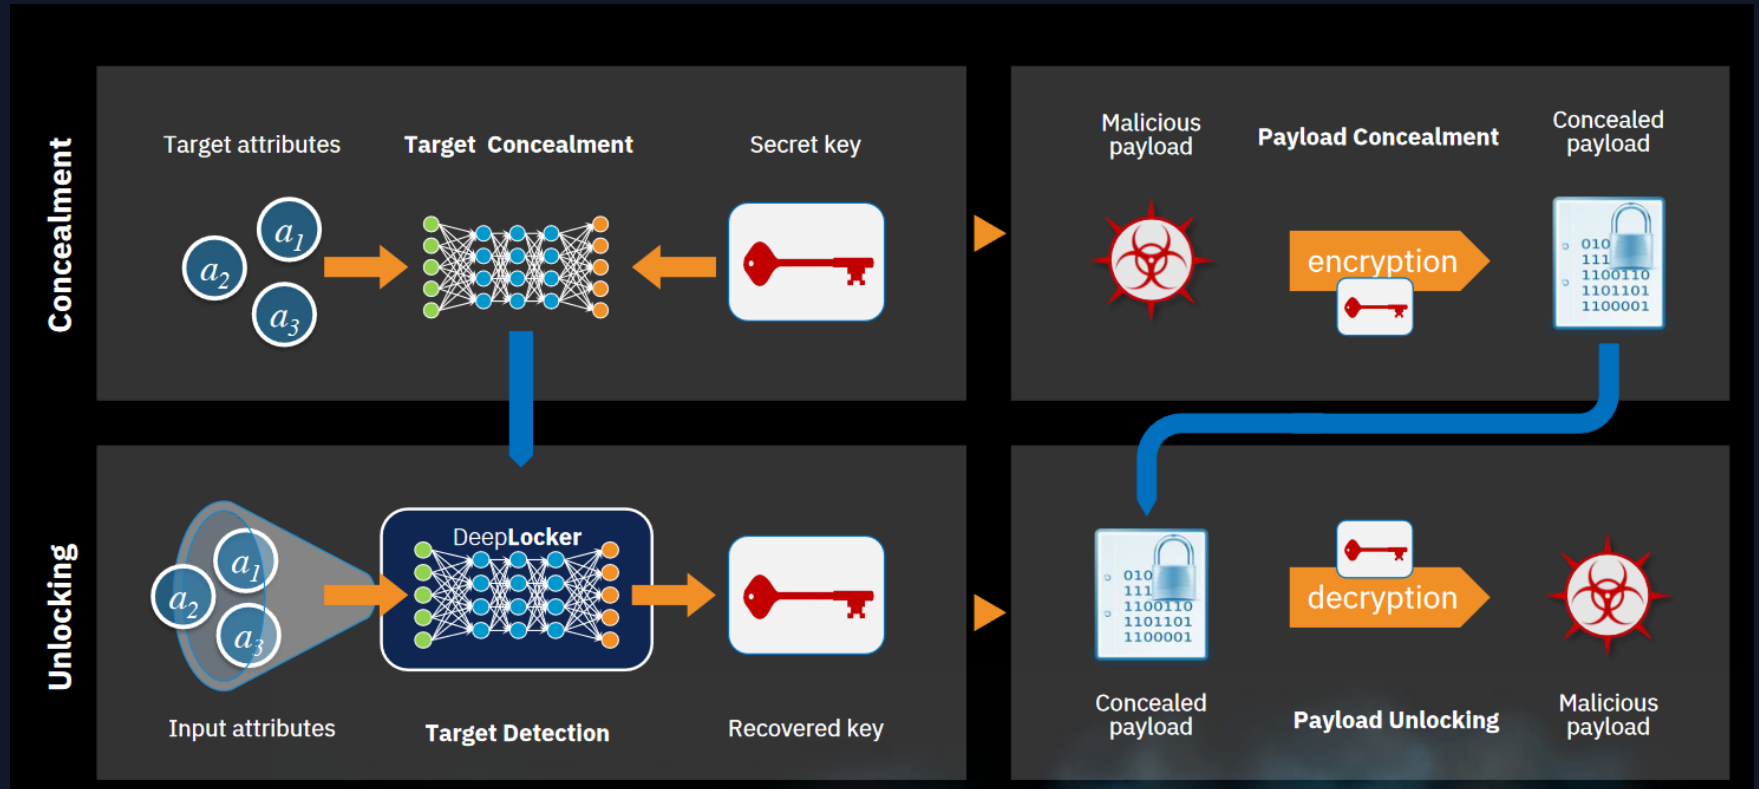 Concealment
Target attributes
Target Concealment
Secret key
a1
a2
a3
Malicious
payload
Payload Concealment
Concealed
payload
encryption
010
111
1100110
1101101
1100001
Unlocking
DeepLocker
a1
a2
a3
Input attributes
Target Detection
Recovered key
010
111
1100110
1101101
1100001
decryption
Concealed
payload
Payload Unlocking
Malicious
payload